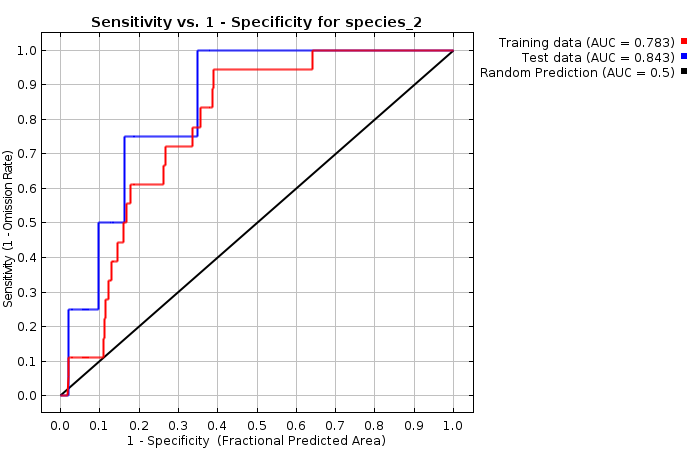 Sensitivity vs. 1 - Specificity for species_2
Training data (AUC = 0.783)
Test data (AUC = 0.843)
Random Prediction (AUC = 0.5)
Sensitivity (1 - Omission Rate)
1.0
0.9
0.8
0.7
0.6
0.5
0.4
0.3
0.2
0.1
0.0
0.0 0.1 0.2 0.3 0.4 0.5 0.6 0.7 0.8 0.9 1.0
1 - Specificity (Fractional Predicted Area)